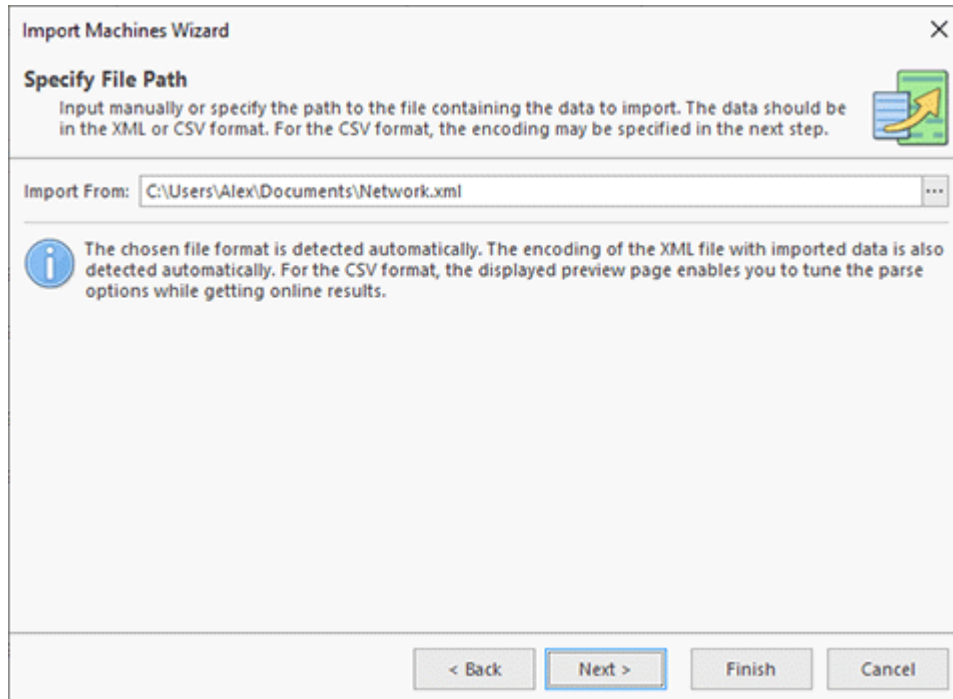 Import Machines Wizard
Specify File Path
Input manually or specify the path to the file containing the data to import. The data should be
in the XML or CSV format. For the CSV format, the encoding may be specified in the next step.
Import From: C:\Users\Alex\Documents\Network.xml ...
The chosen file format is detected automatically. The encoding of the XML file with imported data is also
detected automatically. For the CSV format, the displayed preview page enables you to tune the parse
options while getting online results.
< Back Next > Finish Cancel